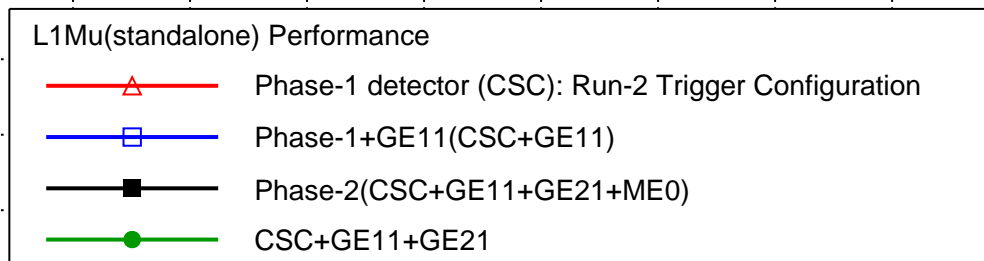 L1Mu(standalone) Performance
Phase-1 detector (CSC): Run-2 Trigger Configuration
Phase-1+GE11(CSC+GE11)
Phase-2(CSC+GE11+GE21+ME0)
CSC+GE11+GE21